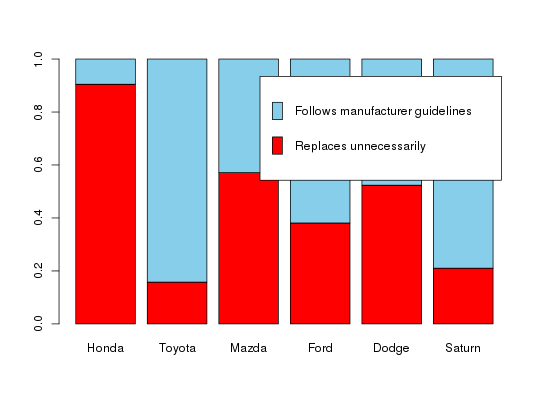 1.0
0.8
0.6
0.4
0.2
0.0
Follows manufacturer guidelines
Replaces unnecessarily
Honda Toyota Mazda Ford Dodge Saturn